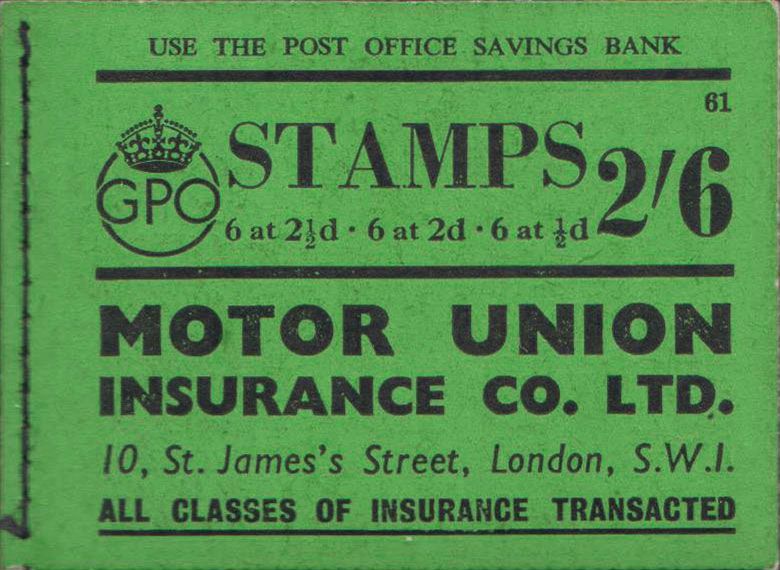 USE THE POST OFFICE SAVINGS BANK
61
GPO
STAMPS 2/6
6 at 2½d · 6 at 2d · 6 at ½d
MOTOR UNION
INSURANCE CO. LTD.
10, St. James's Street, London, S.W.1.
ALL CLASSES OF INSURANCE TRANSACTED